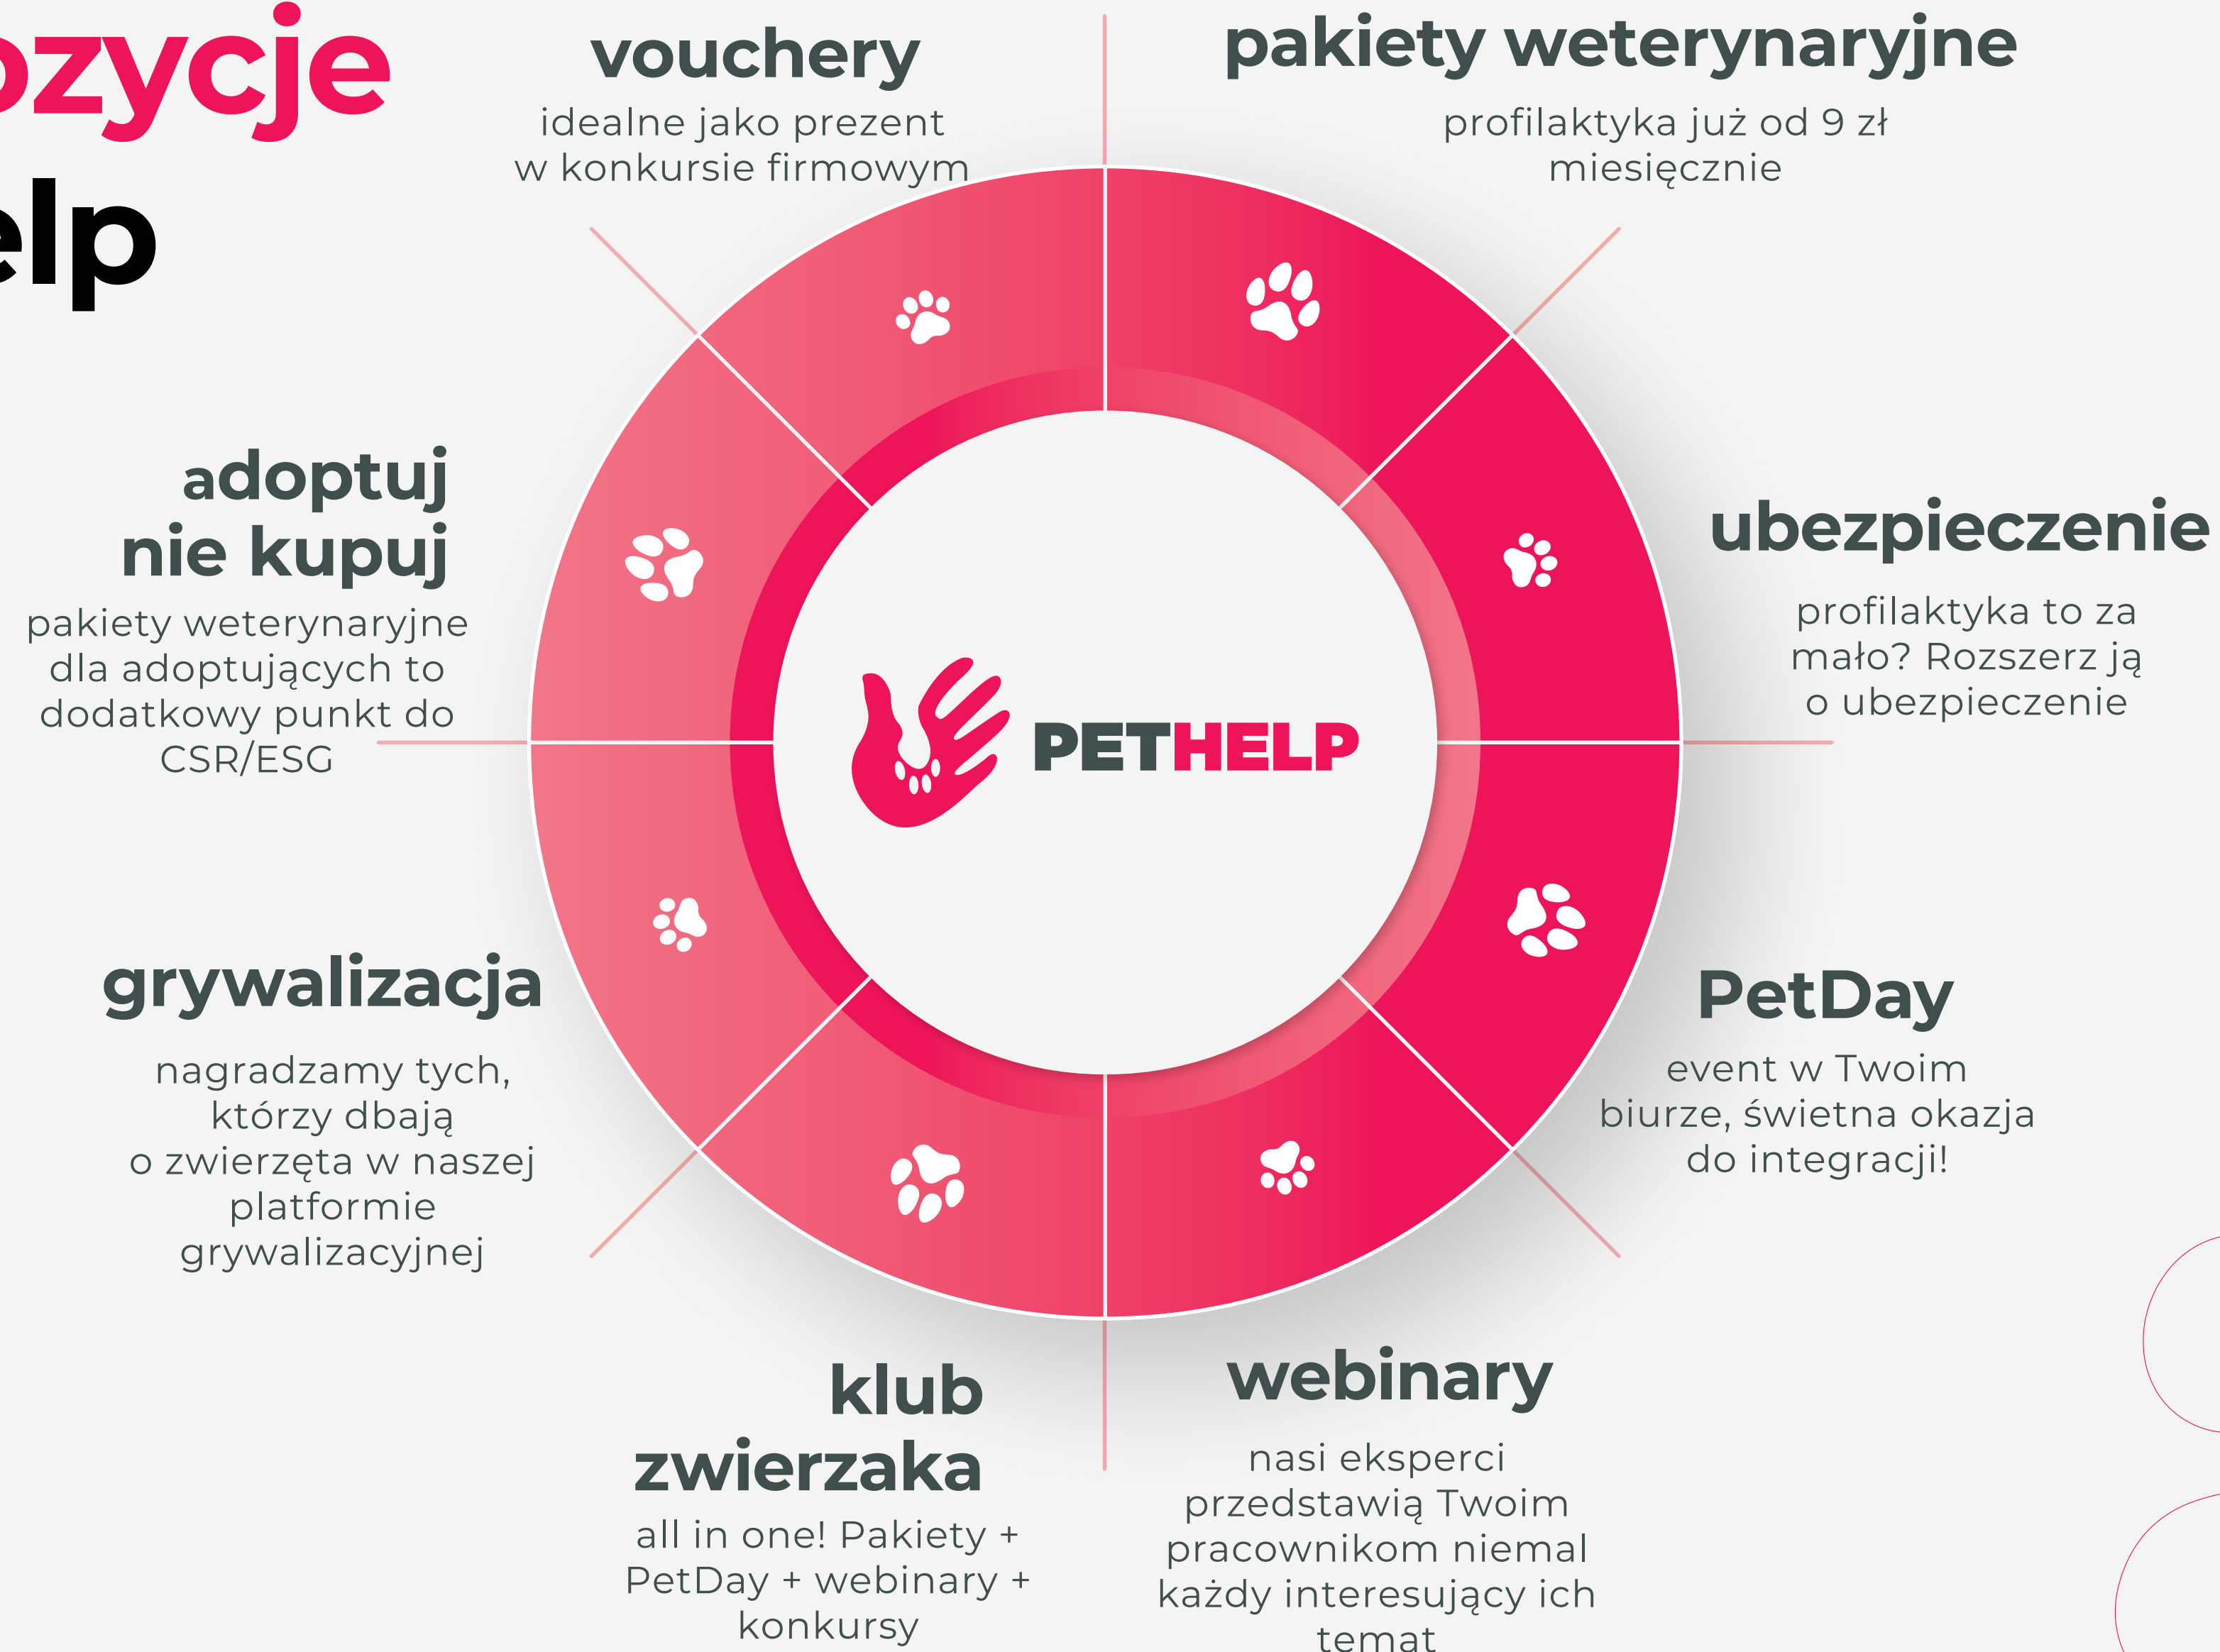 ozycje
elp
vouchery
idealne jako prezent
w konkursie firmowym
pakiety weterynaryjne
profilaktyka już od 9 zł
miesięcznie
adoptuj
nie kupuj
pakiety weterynaryjne
dla adoptujących to
dodatkowy punkt do
CSR/ESG
ubezpieczenie
profilaktyka to za
mało? Rozszerz ją
o ubezpieczenie
PETHELP
grywalizacja
nagradzamy tych,
którzy dbają
o zwierzęta w naszej
platformie
grywalizacyjnej
PetDay
event w Twoim
biurze, świetna okazja
do integracji!
klub
zwierzaka
all in one! Pakiety +
PetDay + webinary +
konkursy
webinary
nasi eksperci
przedstawią Twoim
pracownikom niemal
każdy interesujący ich
temat